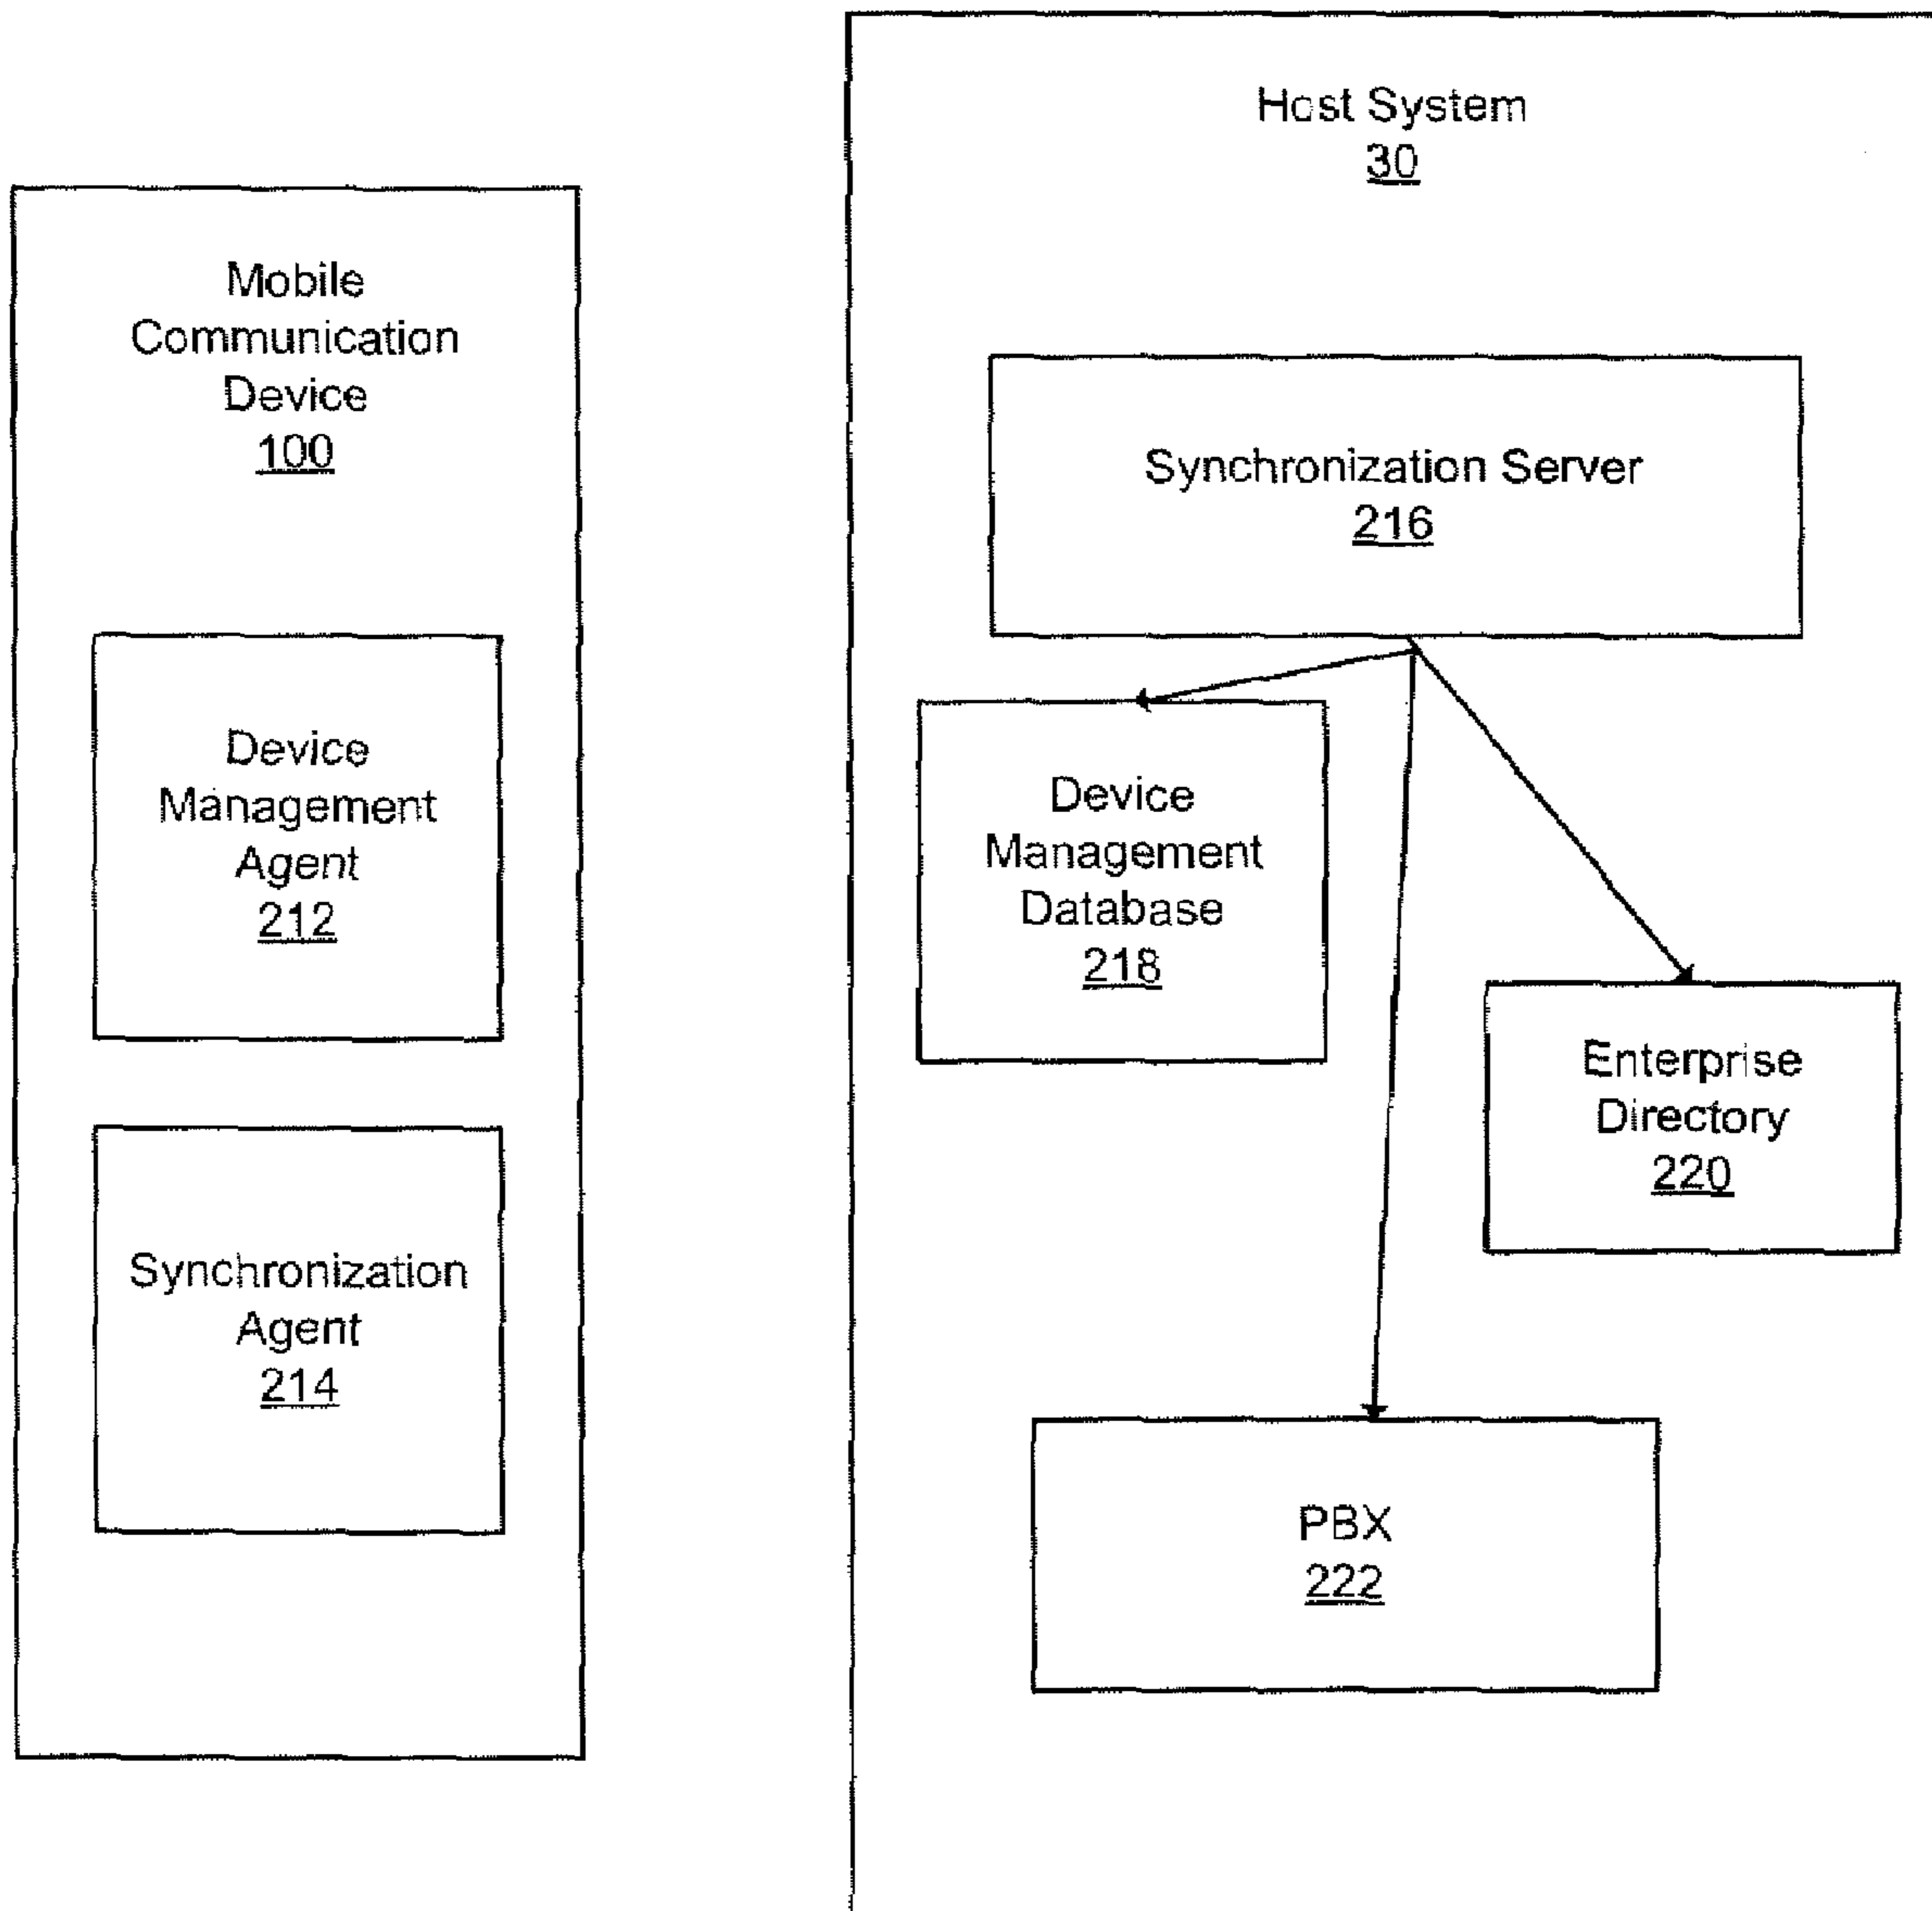 Host System
30
Mobile
Communication
Device
100
Synchronization Server
216
Device
Management
Agent
212
Device
Management
Database
218
Enterprise
Directory
220
Synchronization
Agent
214
PBX
222